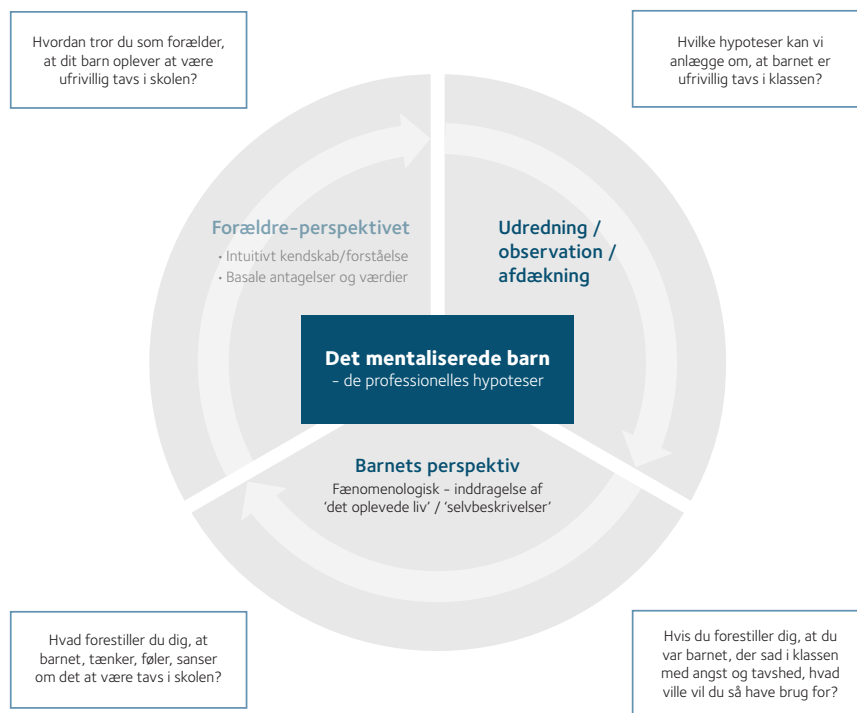 Hvordan tror du som forælder,
at dit barn oplever at være
ufrivillig tavs i skolen?
Hvilke hypoteser kan vi
anlægge om, at barnet er
ufrivillig tavs i klassen?
Forældre-perspektivet
• Intuitivt kendskab/forståelse
• Basale antagelser og værdier
Udredning /
observation /
afdækning
Det mentaliserede barn
– de professionelles hypoteser
Barnets perspektiv
Fænomenologisk – inddragelse af
‘det oplevede liv’ / ‘selvbeskrivelser’
Hvad forestiller du dig, at
barnet, tænker, føler, sanser
om det at være tavs i skolen?
Hvis du forestiller dig, at du
var barnet, der sad i klassen
med angst og tavshed, hvad
ville vil du så have brug for?